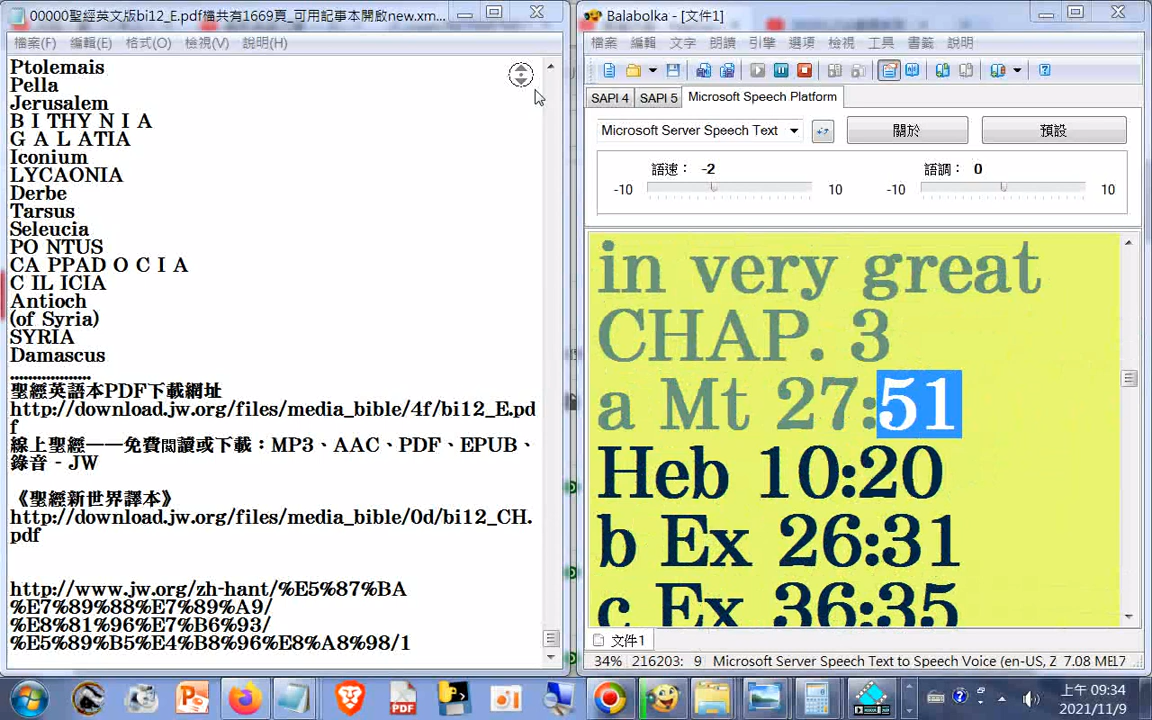 00000聖經英文版bi12_E.pdf檔共有1669頁_可用記事本開啟new.xm...
檔案(F) 編輯(E) 格式(O) 檢視(V) 說明(H)
Ptolemais
Pella
Jerusalem
B I THY N I A
G A L ATIA
Iconium
LYCAONIA
Derbe
Tarsus
Seleucia
PO NTUS
CA PPAD O C I A
C IL ICIA
Antioch
(of Syria)
SYRIA
Damascus
..................
聖經英語本PDF下載網址
http://download.jw.org/files/media_bible/4f/bi12_E.pd
f
線上聖經——免費閱讀或下載：MP3、AAC、PDF、EPUB、
錄音 - JW
《聖經新世界譯本》
http://download.jw.org/files/media_bible/0d/bi12_CH.
pdf
http://www.jw.org/zh-hant/%E5%87%BA
%E7%89%88%E7%89%A9/
%E8%81%96%E7%B6%93/
%E5%89%B5%E4%B8%96%E8%A8%98/1
Balabolka - [文件1]
檔案 編輯 文字 朗讀 引擎 選項 檢視 工具 書籤 說明
SAPI 4 SAPI 5 Microsoft Speech Platform
Microsoft Server Speech Text 關於 預設
語速： -2 語調： 0
-10 10 -10 10
in very great
CHAP. 3
a Mt 27:51
Heb 10:20
b Ex 26:31
c Ex 36:35
文件1
34% 216203: 9 Microsoft Server Speech Text to Speech Voice (en-US, Z 7.08 MB
PDF
上午 09:34
2021/11/9